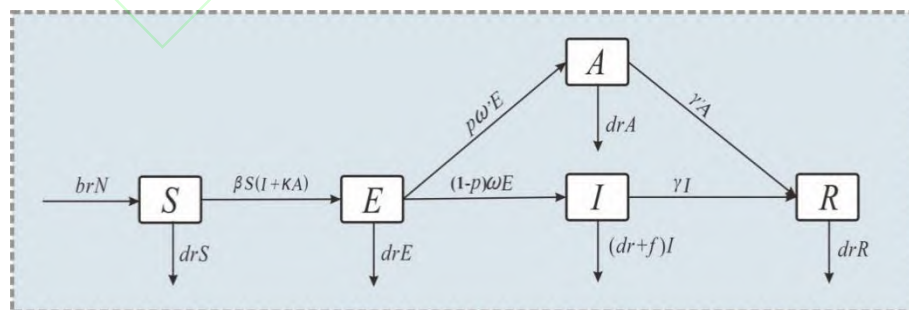 A
pω'E
γ'A
drA
brN
S
βS(I+κA)
E
(1-p)ωE
I
γI
R
drS
drE
(dr+f)I
drR